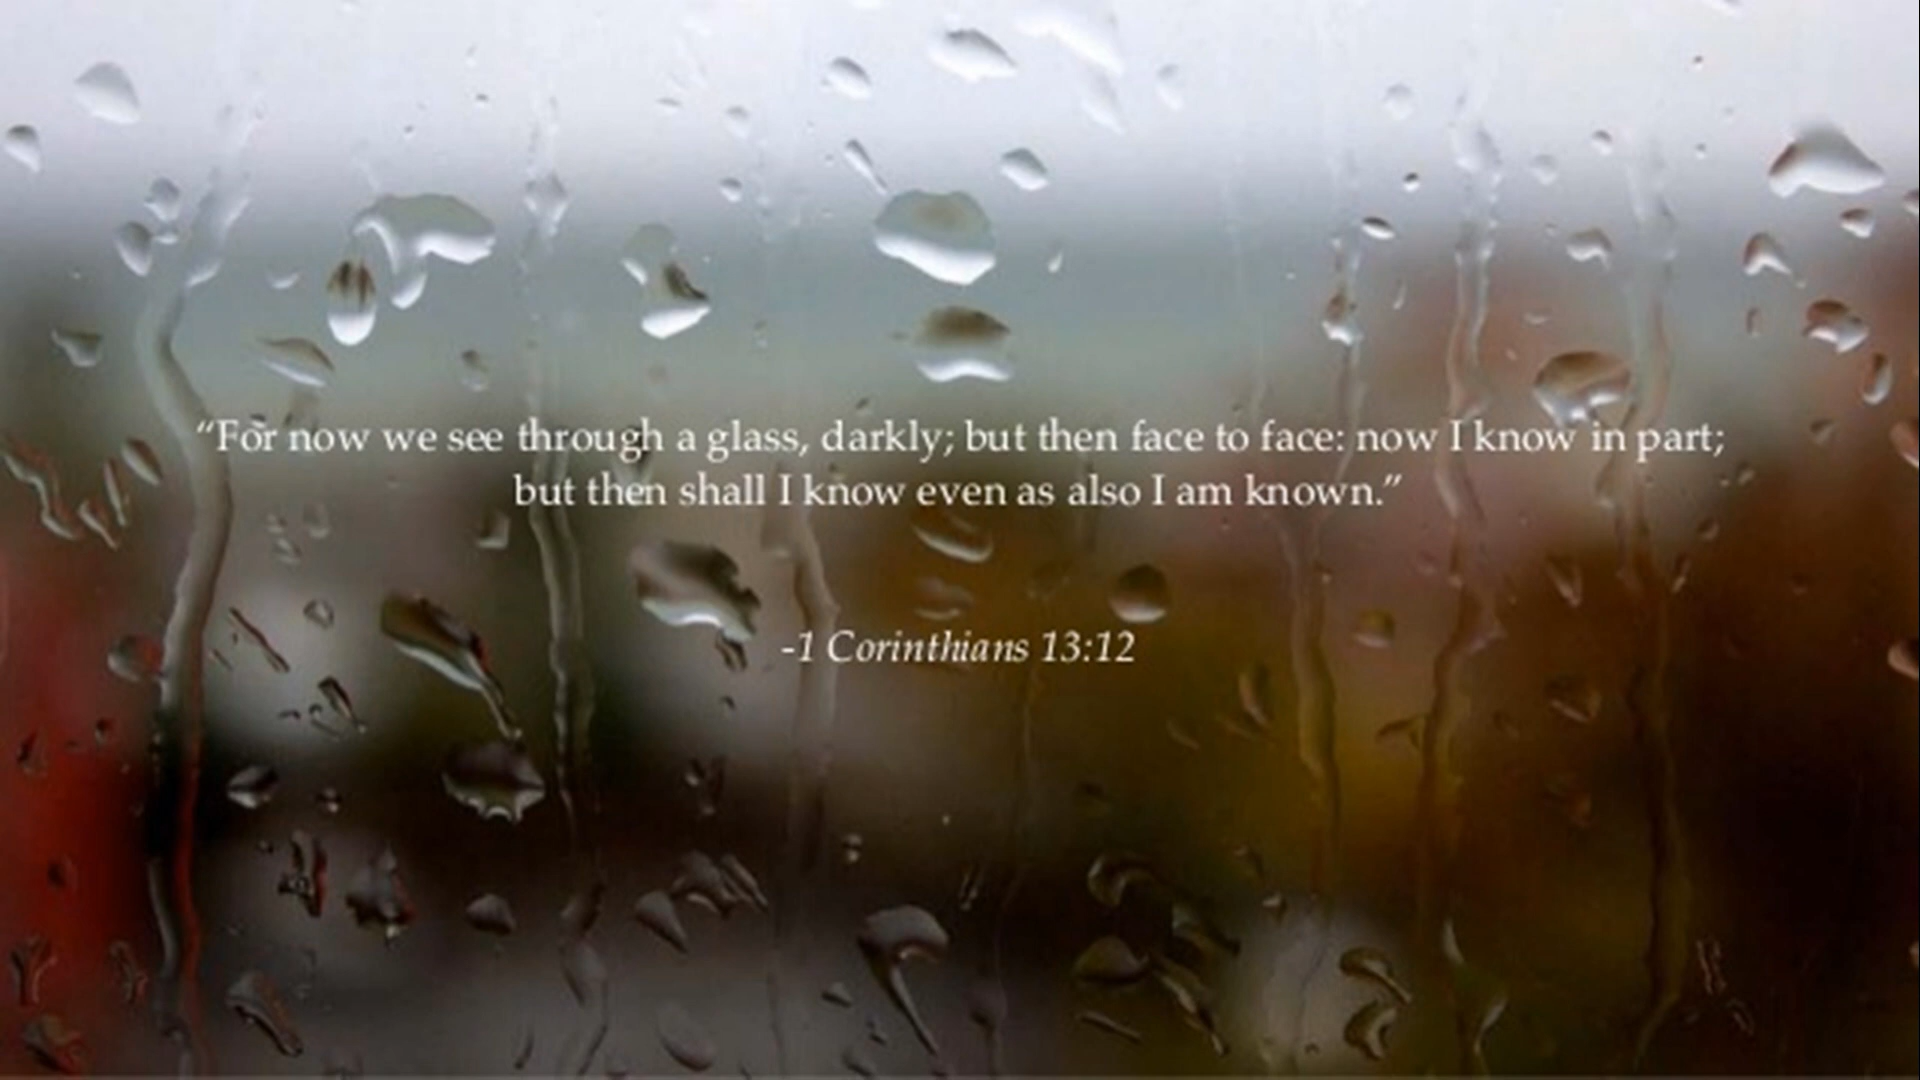 “For now we see through a glass, darkly; but then face to face: now I know in part;
but then shall I know even as also I am known.”
-1 Corinthians 13:12